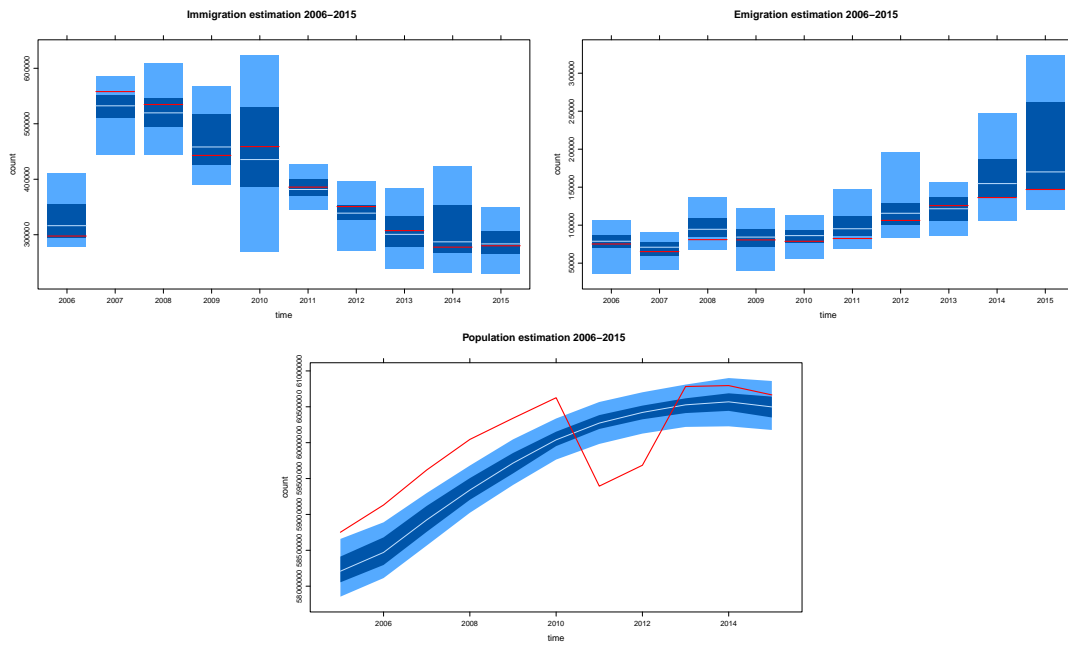 Immigration estimation 2006–2015
count
600000
500000
400000
300000
2006 2007 2008 2009 2010 2011 2012 2013 2014 2015
time
Emigration estimation 2006–2015
count
300000
250000
200000
150000
100000
50000
2006 2007 2008 2009 2010 2011 2012 2013 2014 2015
time
Population estimation 2006–2015
count
61000000
60500000
60000000
59500000
59000000
58500000
58000000
2006 2008 2010 2012 2014
time